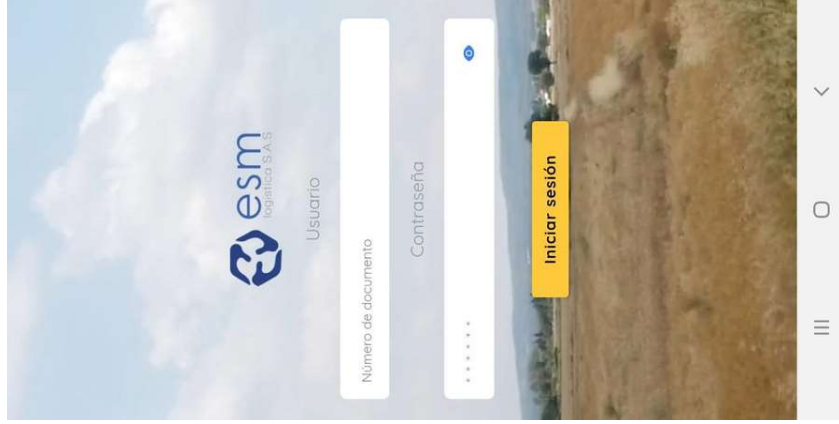 esm
logística S.A.S
Usuario
Número de documento
Contraseña
* * * * * *
Iniciar sesión